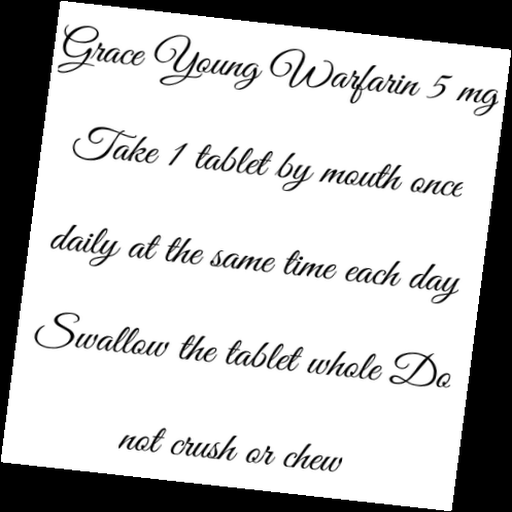 Grace Young Warfarin 5 mg
Take 1 tablet by mouth once
daily at the same time each day
Swallow the tablet whole Do
not crush or chew